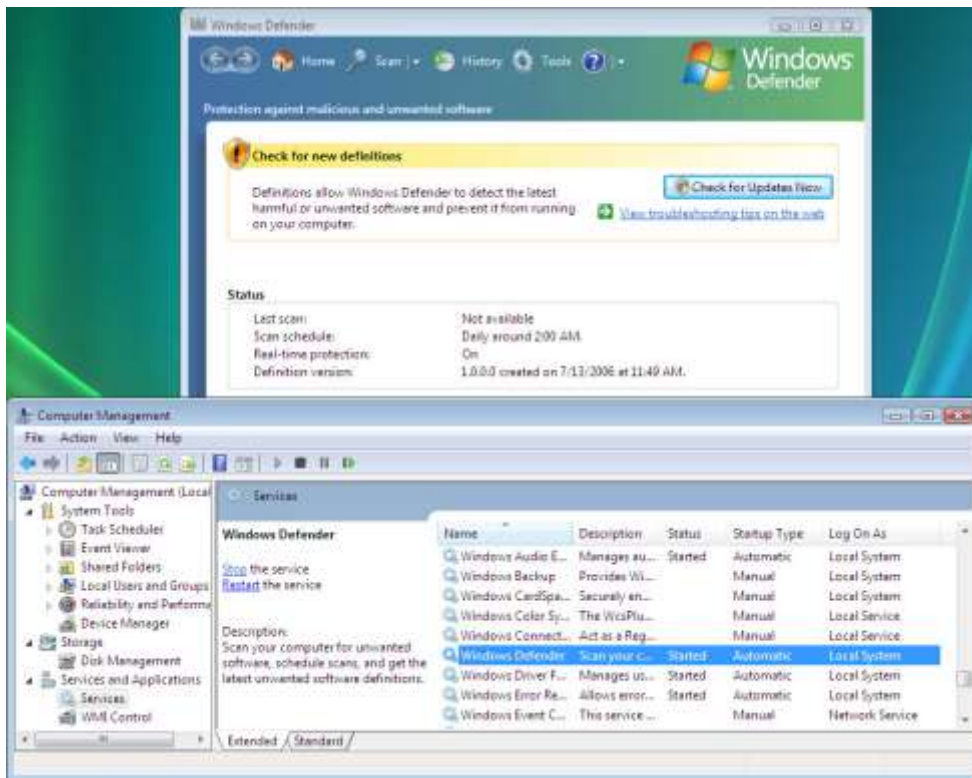 Windows Defender
Home Scan History Tools
Windows
Defender
Protection against malicious and unwanted software
Check for new definitions
Definitions allow Windows Defender to detect the latest
harmful or unwanted software and prevent it from running
on your computer.
Check for Updates Now
View troubleshooting tips on the web
Status
Last scan: Not available
Scan schedule: Daily around 2:00 AM.
Real-time protection: On
Definition version: 1.0.0.0 created on 7/13/2006 at 11:49 AM.
Computer Management
File Action View Help
Computer Management (Local
System Tools
Task Scheduler
Event Viewer
Shared Folders
Local Users and Groups
Reliability and Performa
Device Manager
Storage
Disk Management
Services and Applications
Services
WMI Control
Services
Windows Defender
Stop the service
Restart the service
Description:
Scan your computer for unwanted
software, schedule scans, and get the
latest unwanted software definitions.
Name Description Status Startup Type Log On As
Windows Audio E... Manages au... Started Automatic Local System
Windows Backup Provides Wi... Manual Local System
Windows CardSpa... Securely en... Manual Local System
Windows Color Sy... The WcsPlu... Manual Local Service
Windows Connect... Act as a Reg... Manual Local Service
Windows Defender Scan your c... Started Automatic Local System
Windows Driver F... Manages us... Started Automatic Local System
Windows Error Re... Allows error... Started Automatic Local System
Windows Event C... This service ... Manual Network Service
Extended Standard